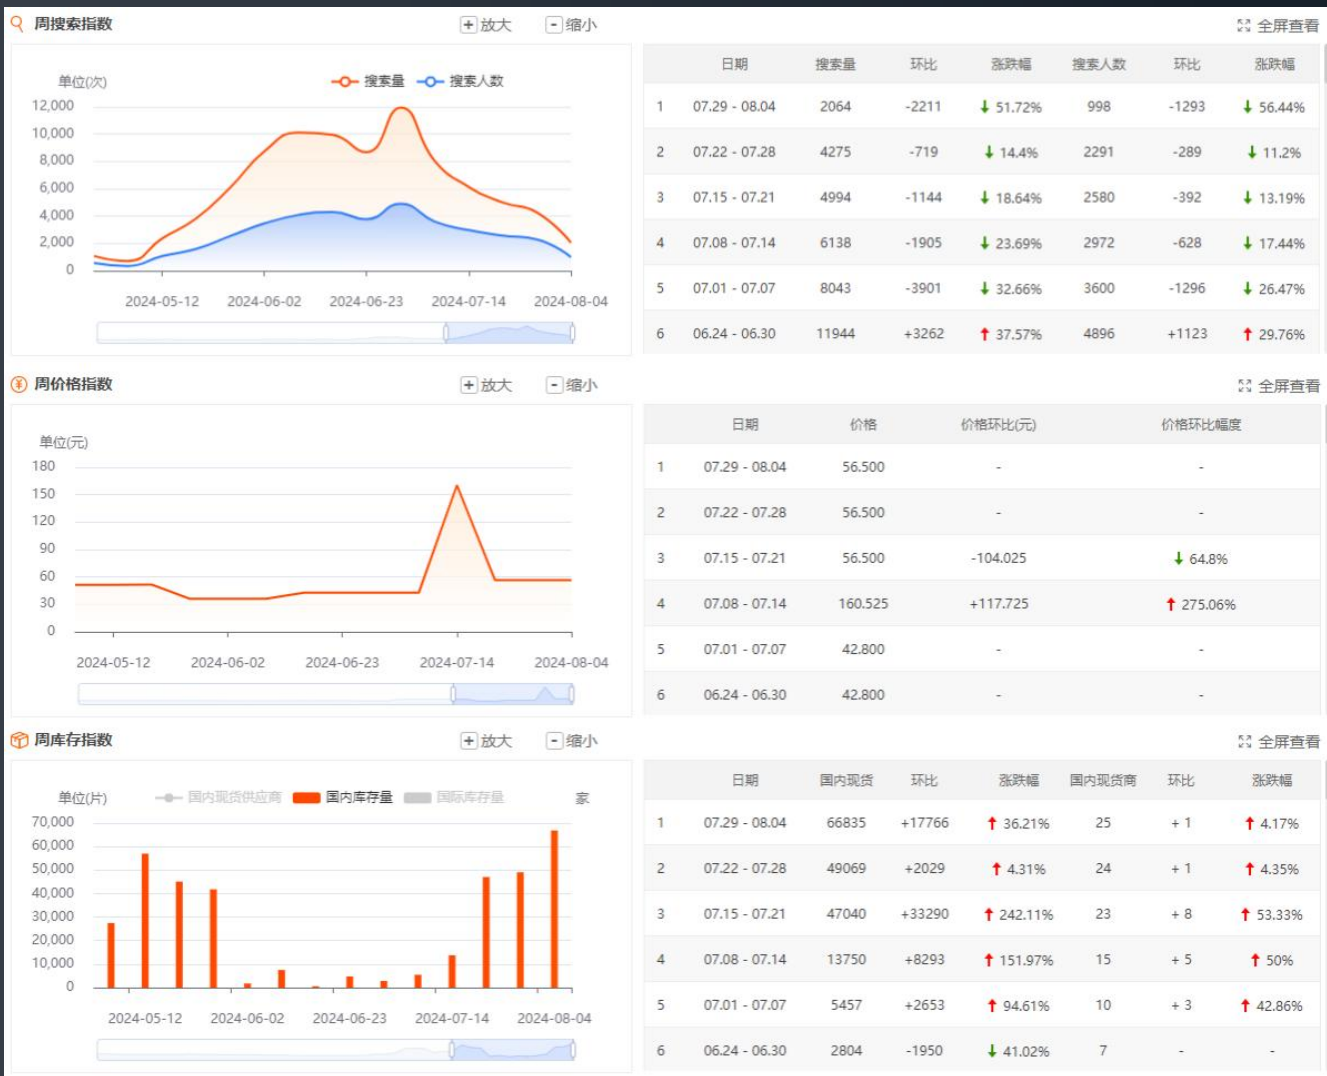 周搜索指数
+ 放大 - 缩小
全屏查看
单位(次) 搜索量 搜索人数
12,000
10,000
8,000
6,000
4,000
2,000
0
2024-05-12 2024-06-02 2024-06-23 2024-07-14 2024-08-04
日期 搜索量 环比 涨跌幅 搜索人数 环比 涨跌幅
1 07.29 - 08.04 2064 -2211 ↓ 51.72% 998 -1293 ↓ 56.44%
2 07.22 - 07.28 4275 -719 ↓ 14.4% 2291 -289 ↓ 11.2%
3 07.15 - 07.21 4994 -1144 ↓ 18.64% 2580 -392 ↓ 13.19%
4 07.08 - 07.14 6138 -1905 ↓ 23.69% 2972 -628 ↓ 17.44%
5 07.01 - 07.07 8043 -3901 ↓ 32.66% 3600 -1296 ↓ 26.47%
6 06.24 - 06.30 11944 +3262 ↑ 37.57% 4896 +1123 ↑ 29.76%
周价格指数
+ 放大 - 缩小
全屏查看
单位(元)
180
150
120
90
60
30
0
2024-05-12 2024-06-02 2024-06-23 2024-07-14 2024-08-04
日期 价格 价格环比(元) 价格环比幅度
1 07.29 - 08.04 56.500 - -
2 07.22 - 07.28 56.500 - -
3 07.15 - 07.21 56.500 -104.025 ↓ 64.8%
4 07.08 - 07.14 160.525 +117.725 ↑ 275.06%
5 07.01 - 07.07 42.800 - -
6 06.24 - 06.30 42.800 - -
周库存指数
+ 放大 - 缩小
全屏查看
单位(片) 国内现货供应商 国内库存量 国际库存量 家
70,000
60,000
50,000
40,000
30,000
20,000
10,000
0
2024-05-12 2024-06-02 2024-06-23 2024-07-14 2024-08-04
日期 国内现货 环比 涨跌幅 国内现货商 环比 涨跌幅
1 07.29 - 08.04 66835 +17766 ↑ 36.21% 25 + 1 ↑ 4.17%
2 07.22 - 07.28 49069 +2029 ↑ 4.31% 24 + 1 ↑ 4.35%
3 07.15 - 07.21 47040 +33290 ↑ 242.11% 23 + 8 ↑ 53.33%
4 07.08 - 07.14 13750 +8293 ↑ 151.97% 15 + 5 ↑ 50%
5 07.01 - 07.07 5457 +2653 ↑ 94.61% 10 + 3 ↑ 42.86%
6 06.24 - 06.30 2804 -1950 ↓ 41.02% 7 - -